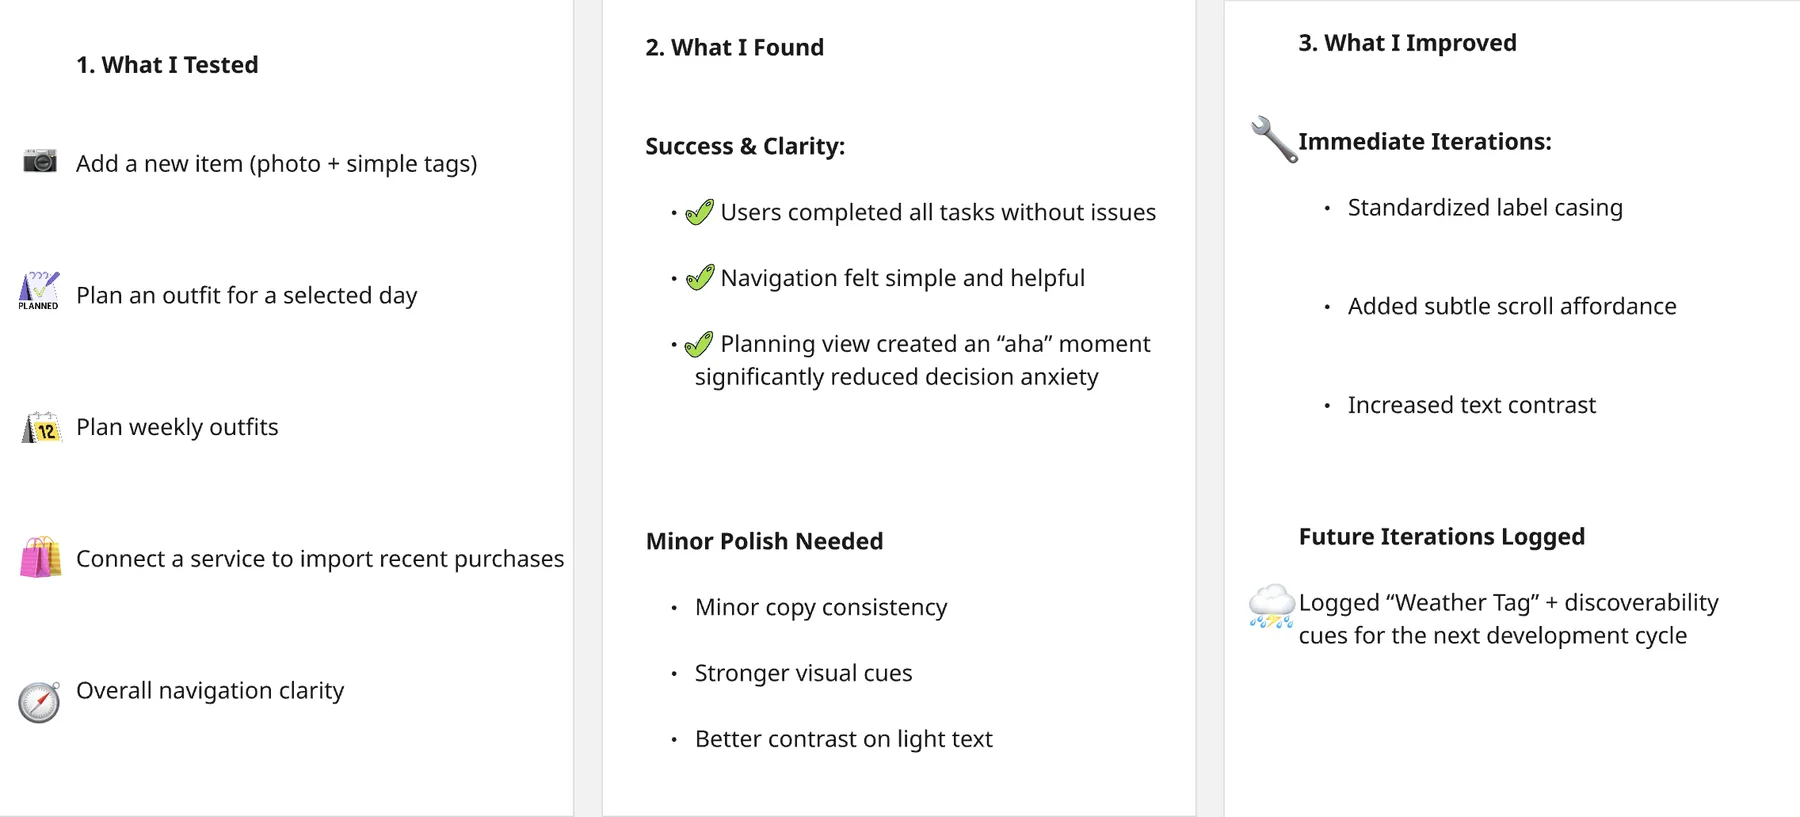 1. What I Tested
Add a new item (photo + simple tags)
PLANNED
Plan an outfit for a selected day
12
Plan weekly outfits
Connect a service to import recent purchases
Overall navigation clarity
2. What I Found
Success & Clarity:
• Users completed all tasks without issues
• Navigation felt simple and helpful
• Planning view created an “aha” moment
significantly reduced decision anxiety
Minor Polish Needed
• Minor copy consistency
• Stronger visual cues
• Better contrast on light text
3. What I Improved
Immediate Iterations:
• Standardized label casing
• Added subtle scroll affordance
• Increased text contrast
Future Iterations Logged
Logged “Weather Tag” + discoverability
cues for the next development cycle